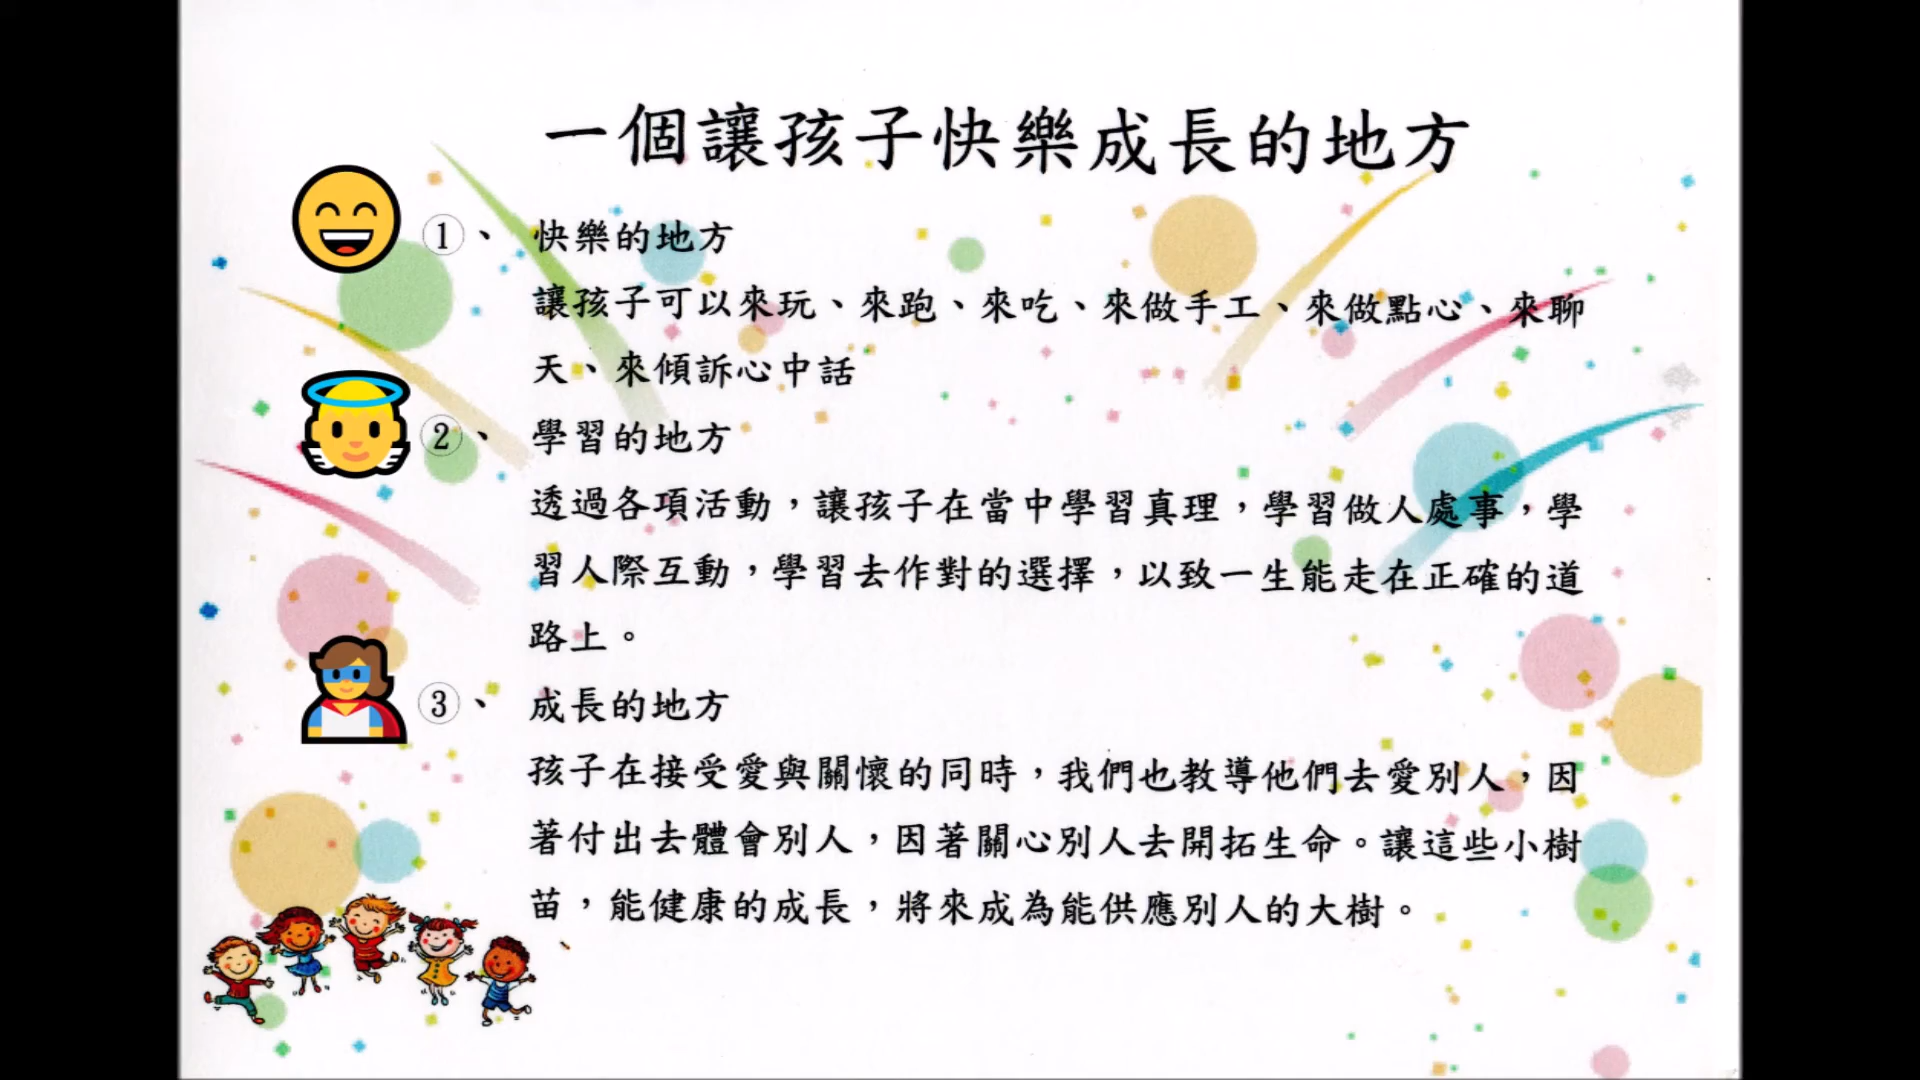 一個讓孩子快樂成長的地方
①、 快樂的地方
讓孩子可以來玩、來跑、來吃、來做手工、來做點心、來聊
天、來傾訴心中話
②、 學習的地方
透過各項活動，讓孩子在當中學習真理，學習做人處事，學
習人際互動，學習去作對的選擇，以致一生能走在正確的道
路上。
③、 成長的地方
孩子在接受愛與關懷的同時，我們也教導他們去愛別人，因
著付出去體會別人，因著關心別人去開拓生命。讓這些小樹
苗，能健康的成長，將來成為能供應別人的大樹。